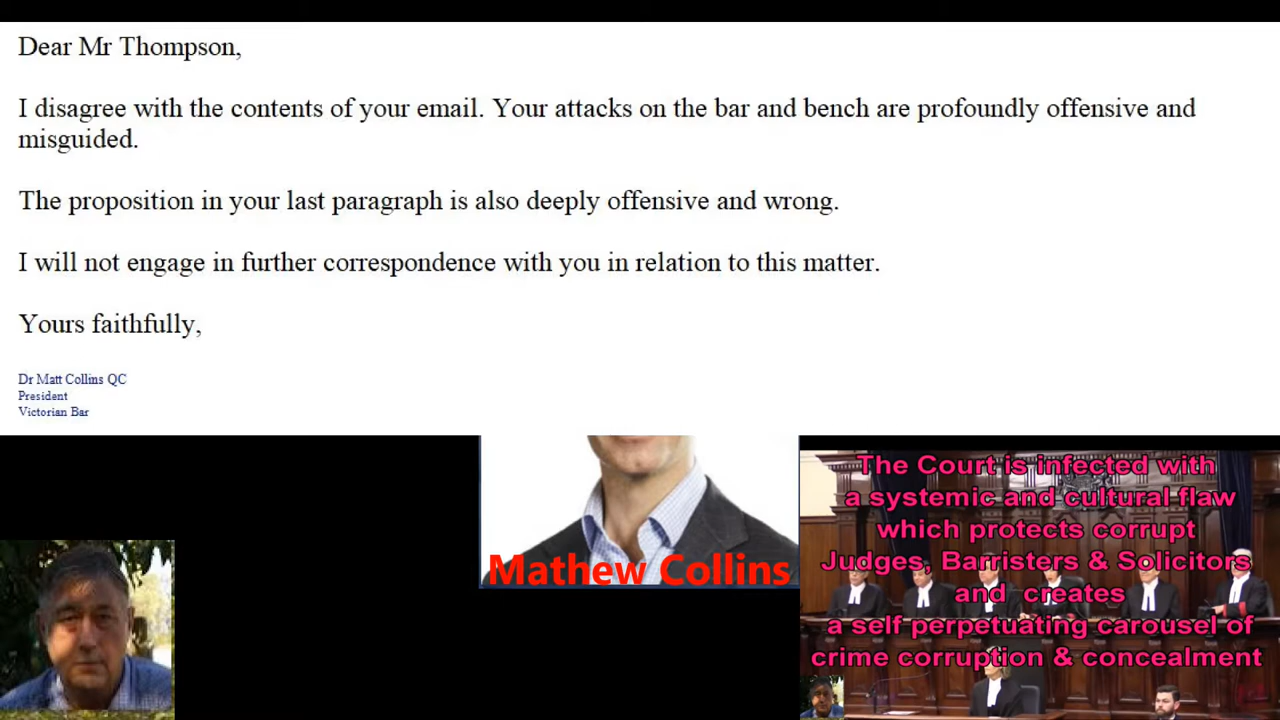 Dear Mr Thompson,
I disagree with the contents of your email. Your attacks on the bar and bench are profoundly offensive and
misguided.
The proposition in your last paragraph is also deeply offensive and wrong.
I will not engage in further correspondence with you in relation to this matter.
Yours faithfully,
Dr Matt Collins QC
President
Victorian Bar
Mathew Collins
The Court is infected with
a systemic and cultural flaw
which protects corrupt
Judges, Barristers & Solicitors
and creates
a self perpetuating carousel of
crime corruption & concealment